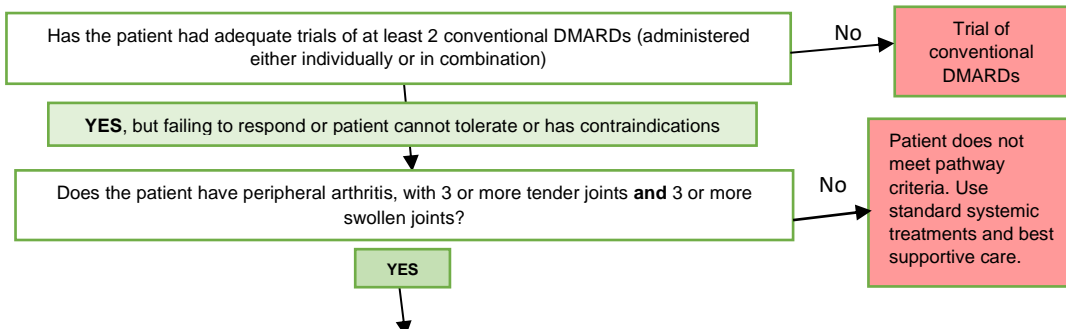 Has the patient had adequate trials of at least 2 conventional DMARDs (administered
either individually or in combination)
No
Trial of
conventional
DMARDs
YES, but failing to respond or patient cannot tolerate or has contraindications
Does the patient have peripheral arthritis, with 3 or more tender joints and 3 or more
swollen joints?
No
Patient does not
meet pathway
criteria. Use
standard systemic
treatments and best
supportive care.
YES